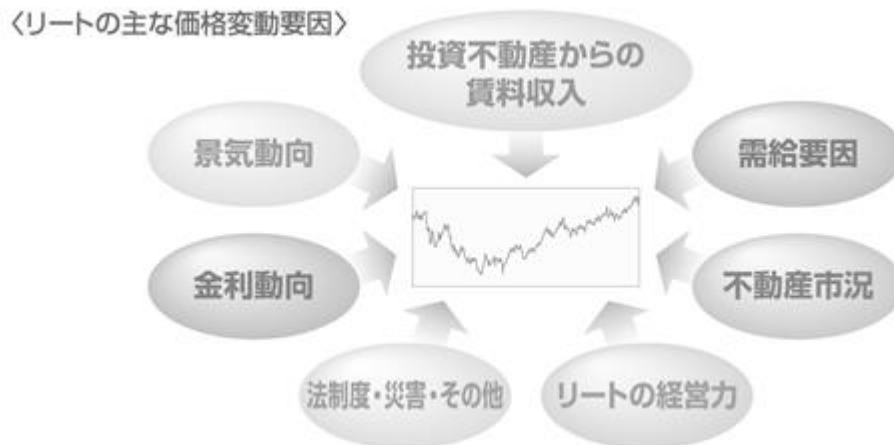 〈リートの主な価格変動要因〉
投資不動産からの
賃料収入
景気動向
需給要因
金利動向
不動産市況
法制度・災害・その他
リートの経営力